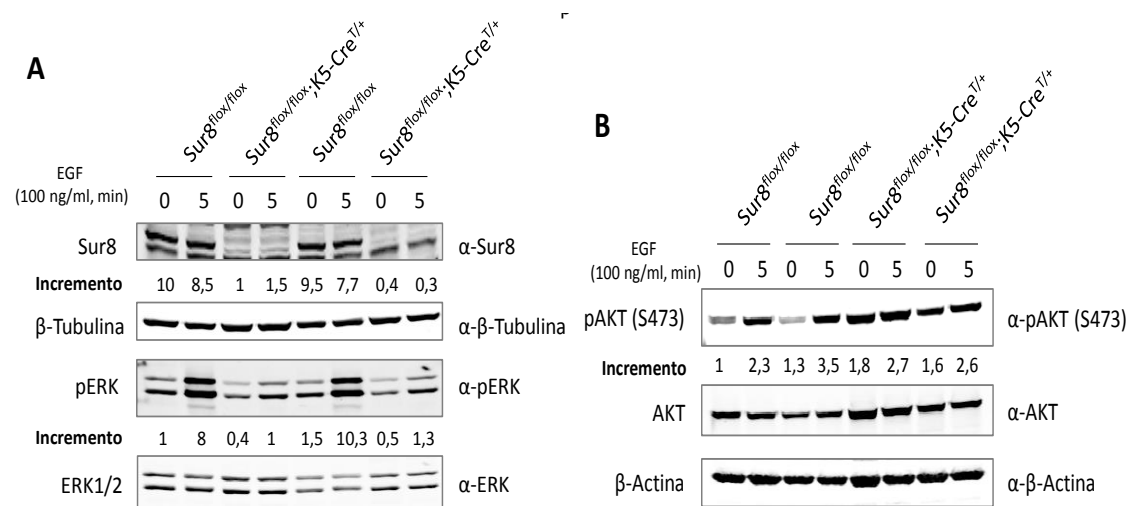 A
Sur8flox/flox
Sur8flox/flox;K5-CreT/+
Sur8flox/flox
Sur8flox/flox;K5-CreT/+
EGF
(100 ng/ml, min)
0 5 0 5 0 5 0 5
Sur8 α-Sur8
Incremento 10 8,5 1 1,5 9,5 7,7 0,4 0,3
β-Tubulina α-β-Tubulina
pERK α-pERK
Incremento 1 8 0,4 1 1,5 10,3 0,5 1,3
ERK1/2 α-ERK
B
Sur8flox/flox
Sur8flox/flox
Sur8flox/flox;K5-CreT/+
Sur8flox/flox;K5-CreT/+
EGF
(100 ng/ml, min)
0 5 0 5 0 5 0 5
pAKT (S473) α-pAKT (S473)
Incremento 1 2,3 1,3 3,5 1,8 2,7 1,6 2,6
AKT α-AKT
β-Actina α-β-Actina